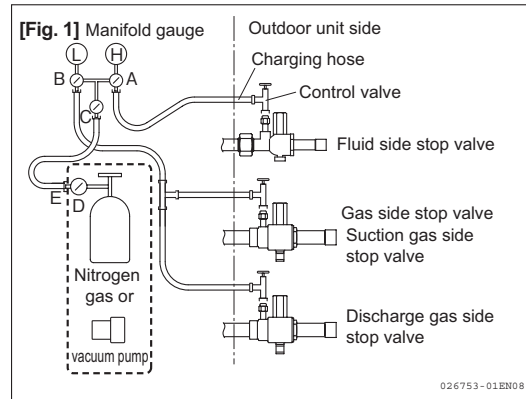 [Fig. 1] Manifold gauge
Outdoor unit side
L
H
B
A
C
E
D
Charging hose
Control valve
Fluid side stop valve
Gas side stop valve
Suction gas side
stop valve
Discharge gas side
stop valve
Nitrogen
gas or
vacuum pump
026753-01EN08